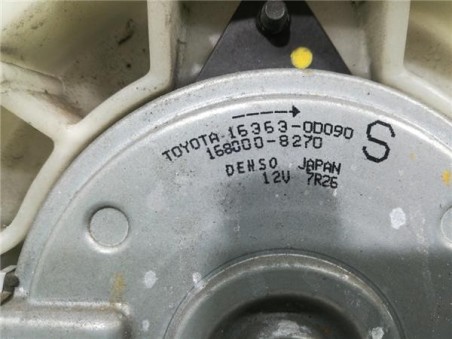 TOYOTA 16363-0D090
168000-8270
S
DENSO JAPAN
12V 7R26